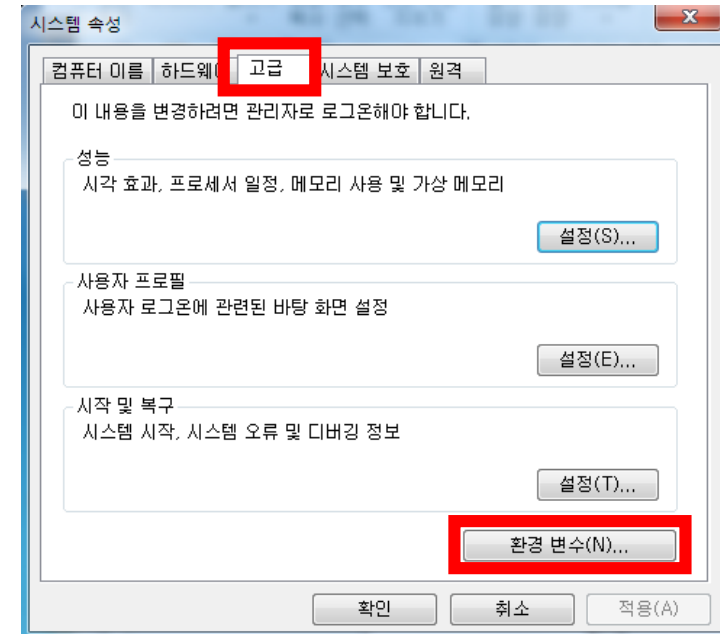 시스템 속성
컴퓨터 이름 하드웨어 고급 시스템 보호 원격
이 내용을 변경하려면 관리자로 로그온해야 합니다.
성능
시각 효과, 프로세서 일정, 메모리 사용 및 가상 메모리
설정(S)...
사용자 프로필
사용자 로그온에 관련된 바탕 화면 설정
설정(E)...
시작 및 복구
시스템 시작, 시스템 오류 및 디버깅 정보
설정(T)...
환경 변수(N)...
확인 취소 적용(A)